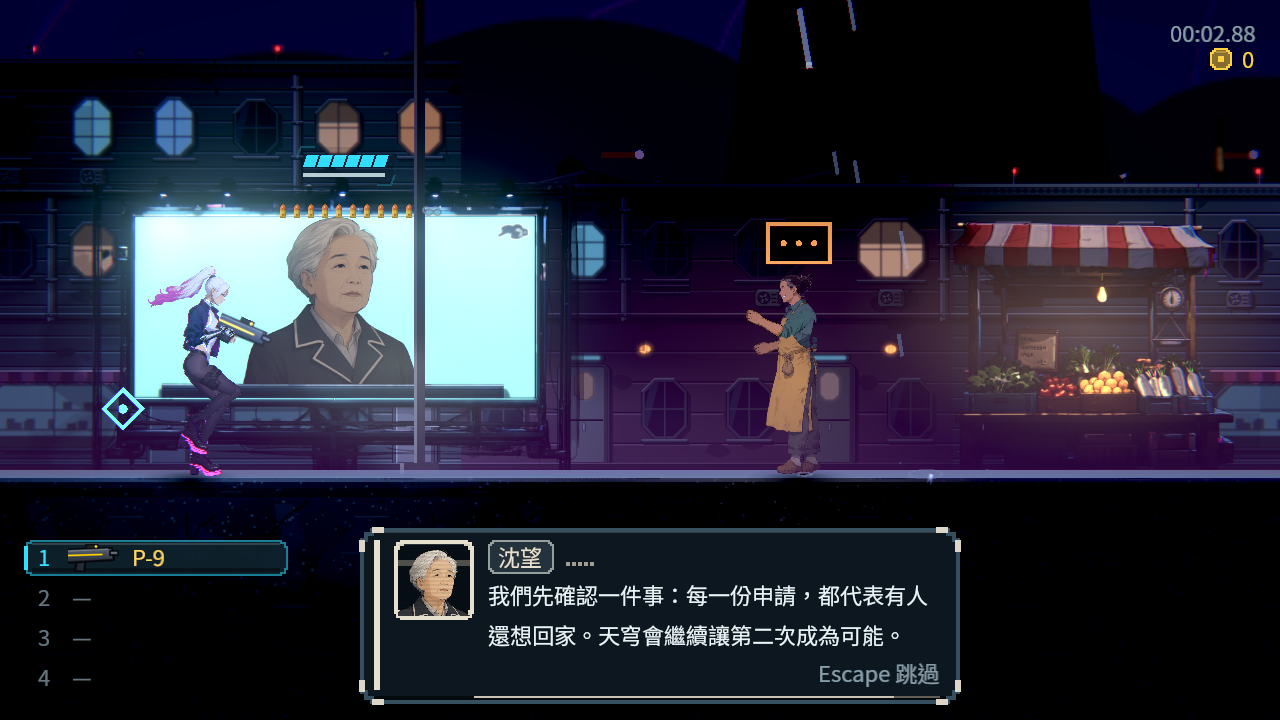 00:02.88
0
1 P-9
2 —
3 —
4 —
沈望
我們先確認一件事：每一份申請，都代表有人
還想回家。天穹會繼續讓第二次成為可能。
Escape 跳過